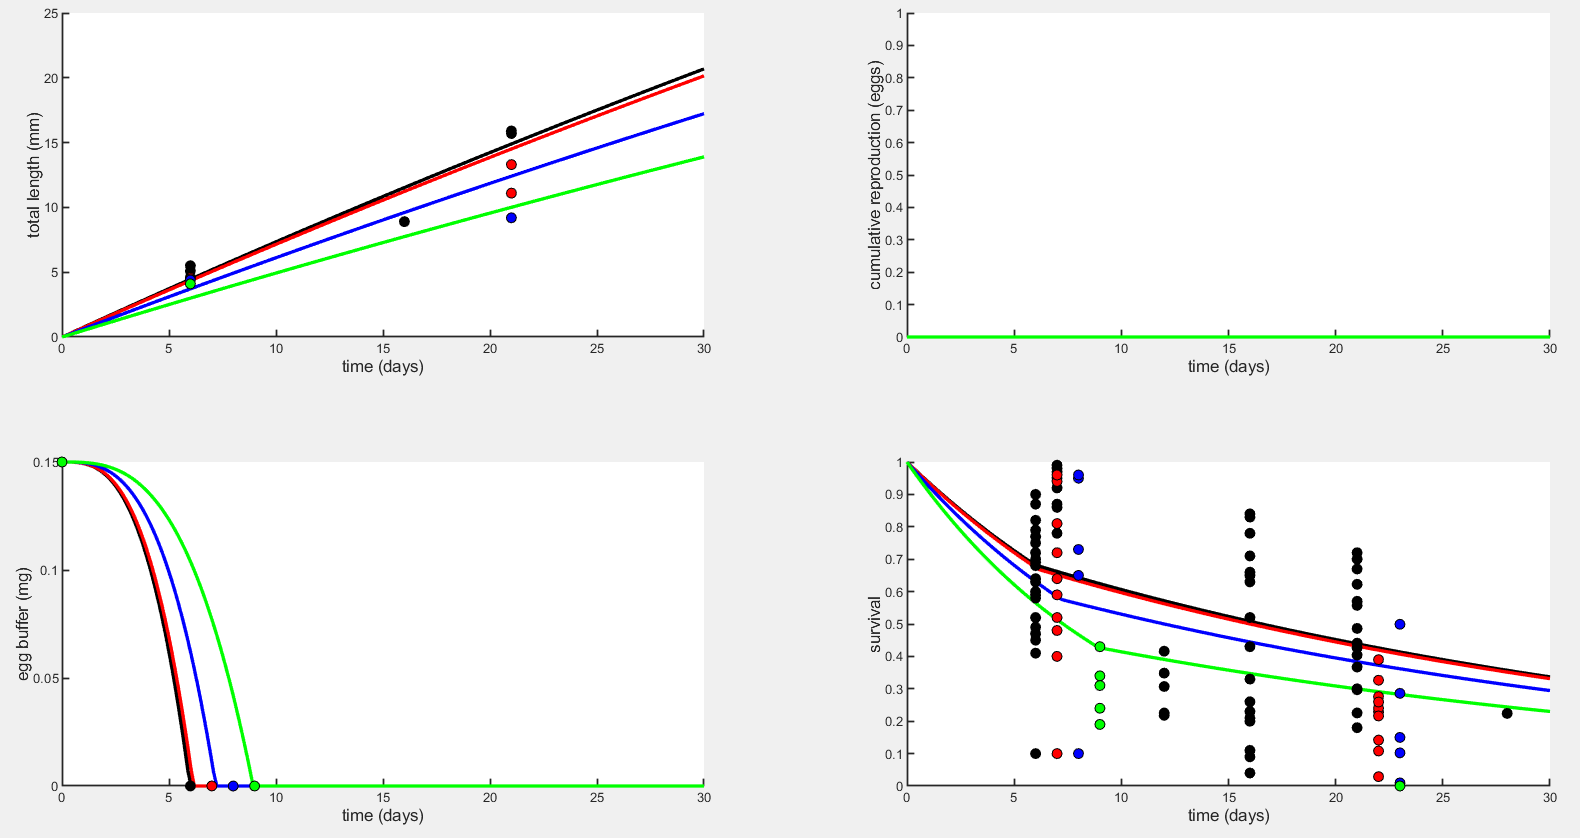 25
20
15
10
5
0
total length (mm)
0 5 10 15 20 25 30
time (days)
1
0.9
0.8
0.7
0.6
0.5
0.4
0.3
0.2
0.1
0
cumulative reproduction (eggs)
0 5 10 15 20 25 30
time (days)
0.15
0.1
0.05
0
egg buffer (mg)
0 5 10 15 20 25 30
time (days)
1
0.9
0.8
0.7
0.6
0.5
0.4
0.3
0.2
0.1
0
survival
0 5 10 15 20 25 30
time (days)